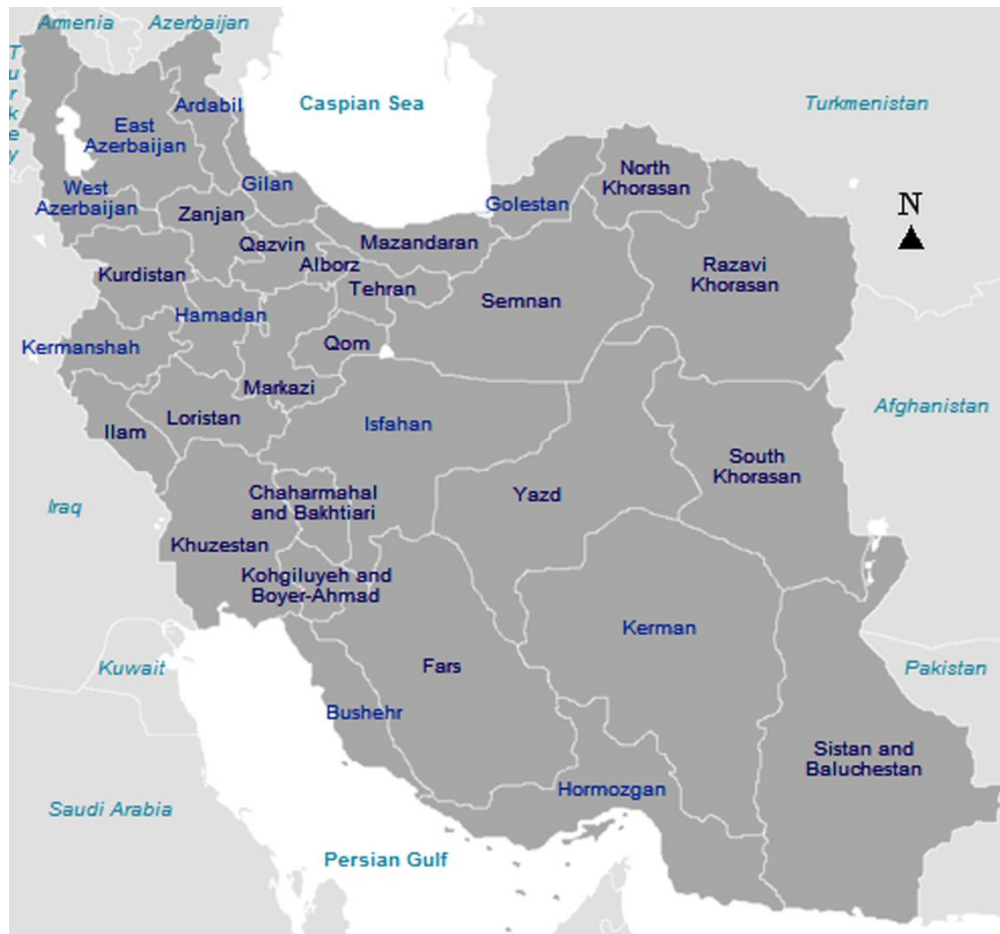 Armenia
Azerbaijan
Turkey
Caspian Sea
Turkmenistan
Ardabil
East
Azerbaijan
North
Khorasan
Gilan
West
Azerbaijan
Golestan
N
Zanjan
Qazvin
Mazandaran
Alborz
Razavi
Khorasan
Kurdistan
Tehran
Semnan
Hamadan
Kermanshah
Qom
Markazi
Afghanistan
Loristan
Isfahan
Ilam
South
Khorasan
Chaharmahal
and Bakhtiari
Yazd
Iraq
Khuzestan
Kohgiluyeh and
Boyer-Ahmad
Kerman
Kuwait
Fars
Pakistan
Bushehr
Sistan and
Baluchestan
Hormozgan
Saudi Arabia
Persian Gulf